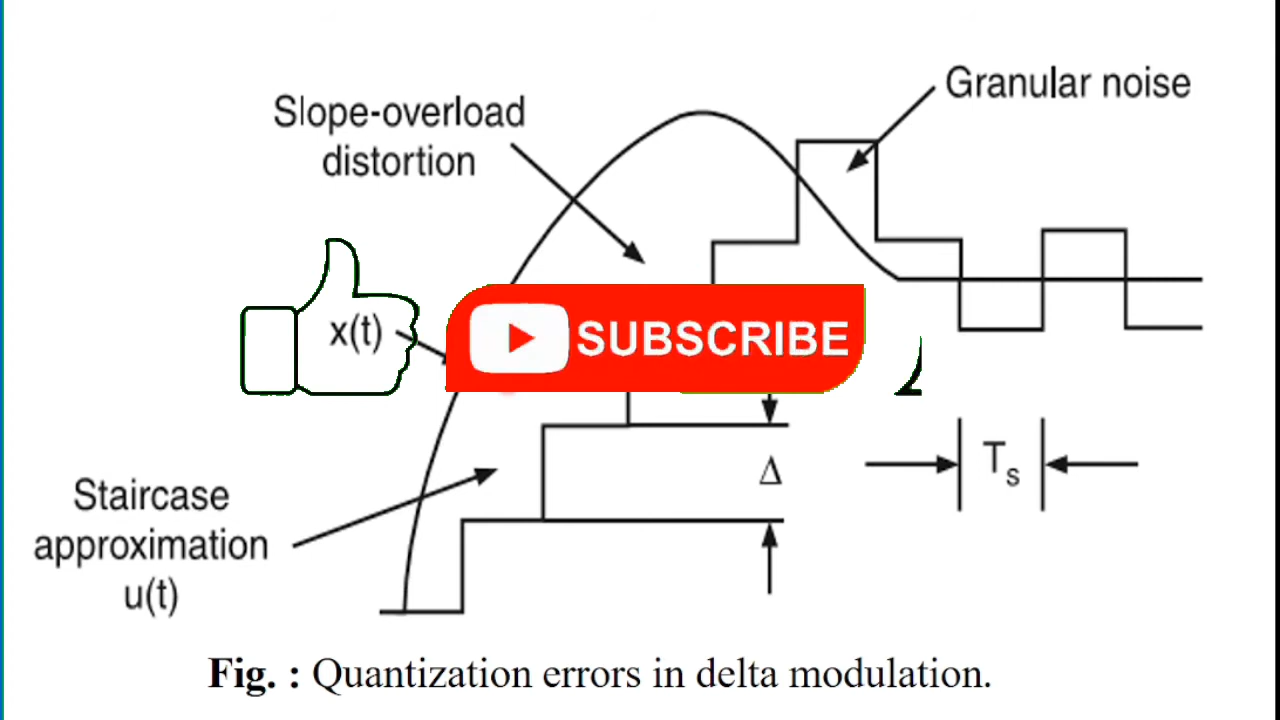 Granular noise
Slope-overload
distortion
x(t)
SUBSCRIBE
Δ
Ts
Staircase
approximation
u(t)
Fig. : Quantization errors in delta modulation.